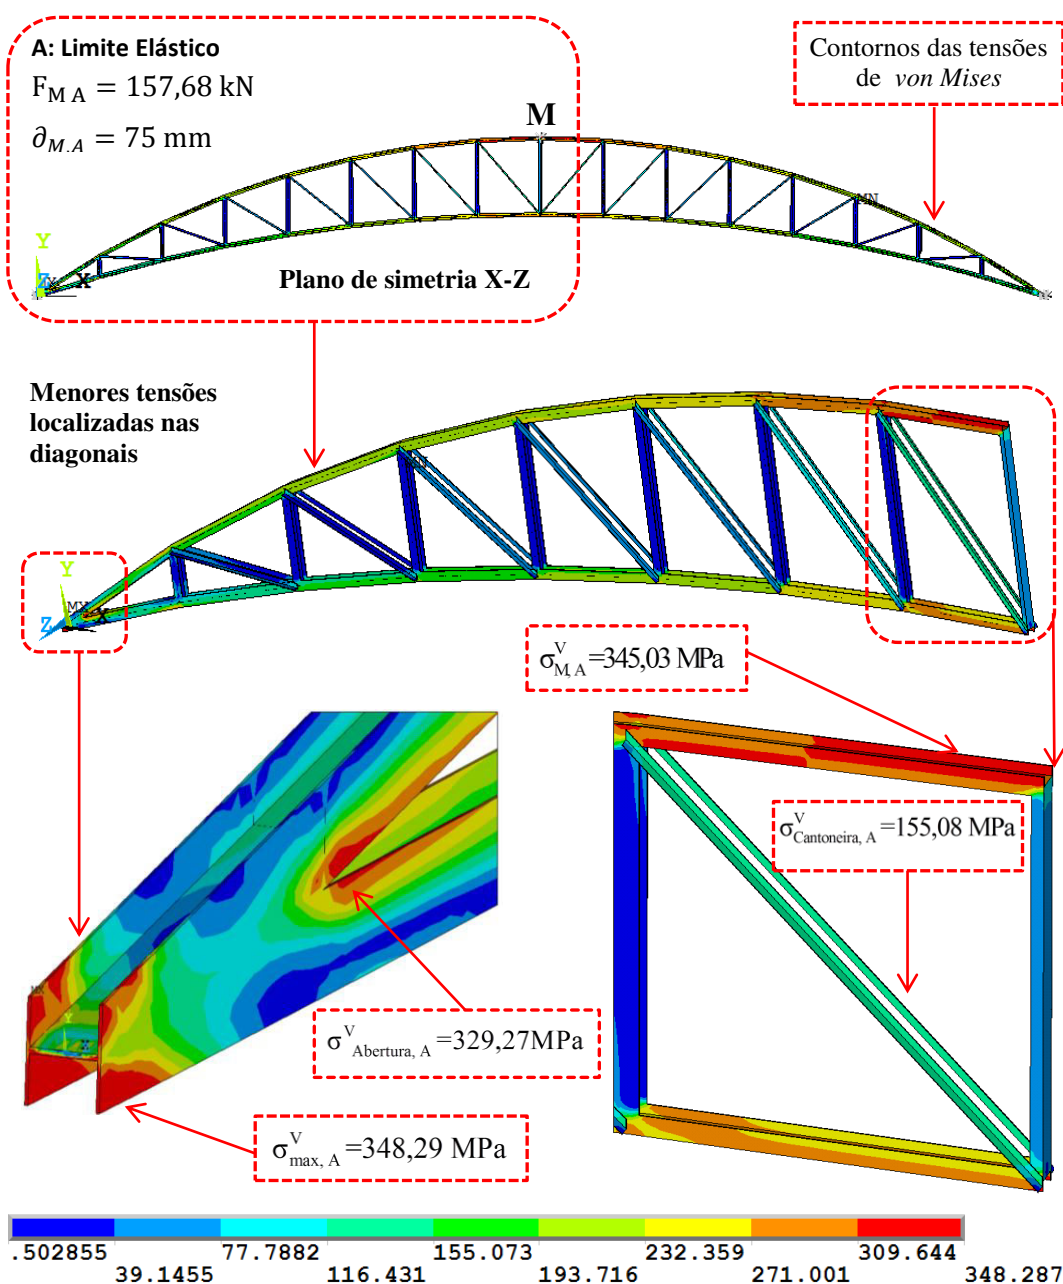 A: Limite Elástico
F_M A = 157,68 kN
∂_M.A = 75 mm
Contornos das tensões
de von Mises
M
MN
Y
Z
X
Plano de simetria X-Z
Menores tensões
localizadas nas
diagonais
Y
MX
X
Z
σ^V_M, A =345,03 MPa
σ^V_Cantoneira, A =155,08 MPa
MX
Y
X
σ^V_Abertura, A =329,27MPa
σ^V_max, A =348,29 MPa
.502855 77.7882 155.073 232.359 309.644
39.1455 116.431 193.716 271.001 348.287